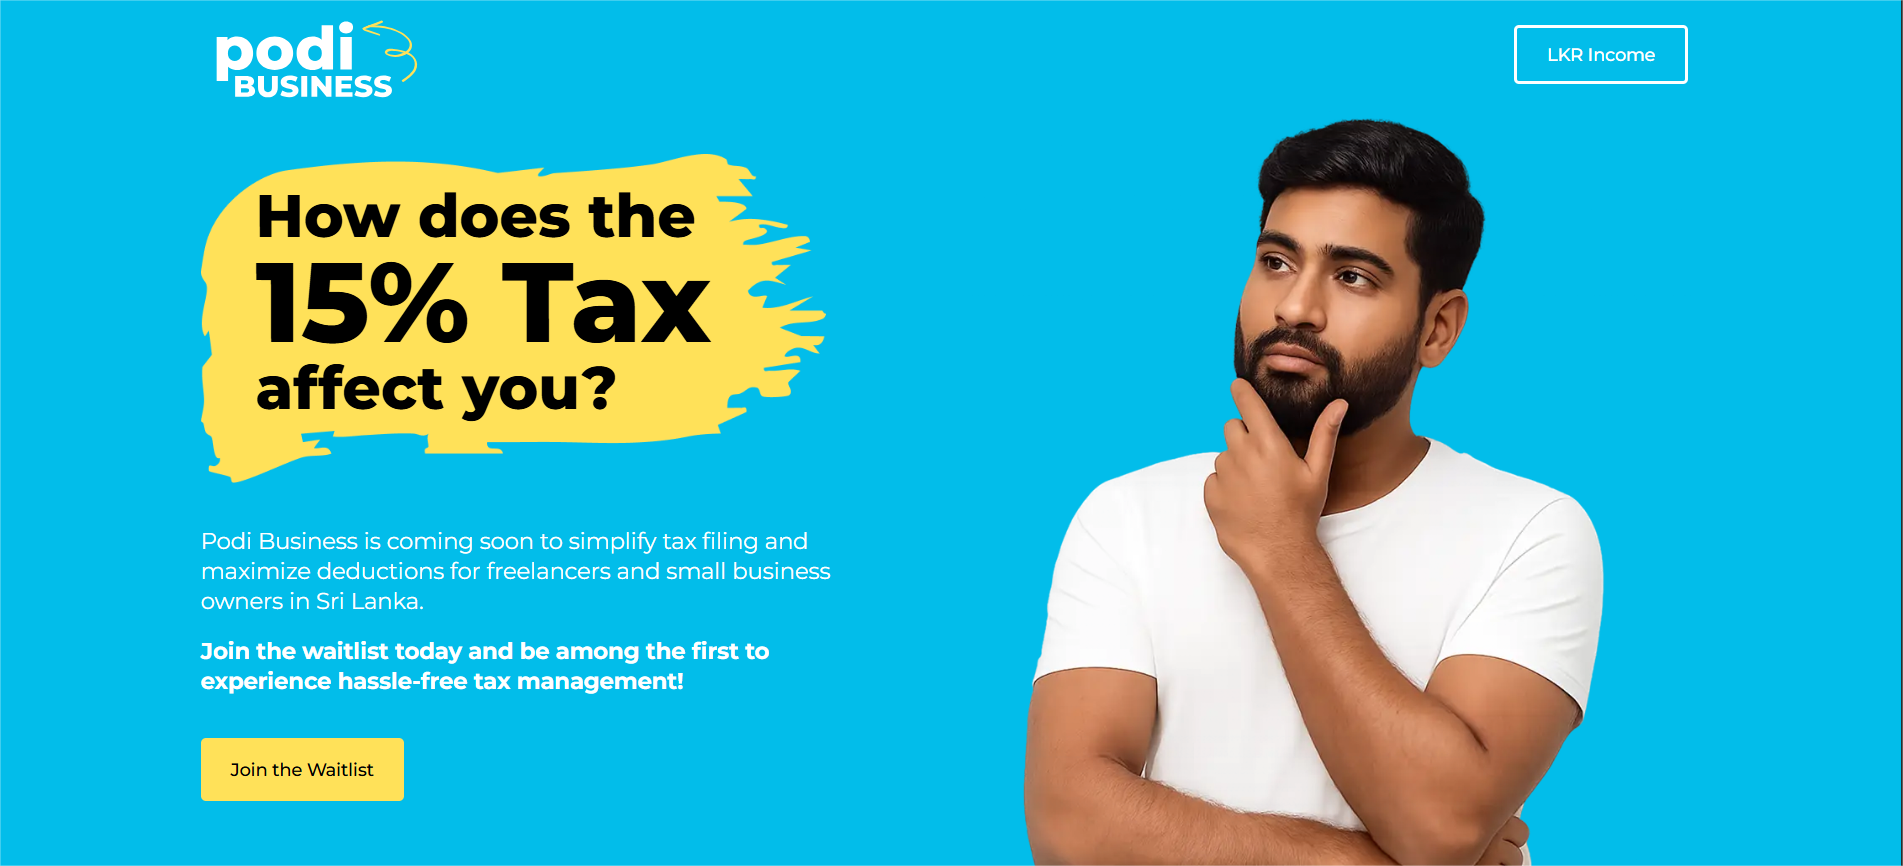 podi
BUSINESS
LKR Income
How does the
15% Tax
affect you?
Podi Business is coming soon to simplify tax filing and
maximize deductions for freelancers and small business
owners in Sri Lanka.
Join the waitlist today and be among the first to
experience hassle-free tax management!
Join the Waitlist